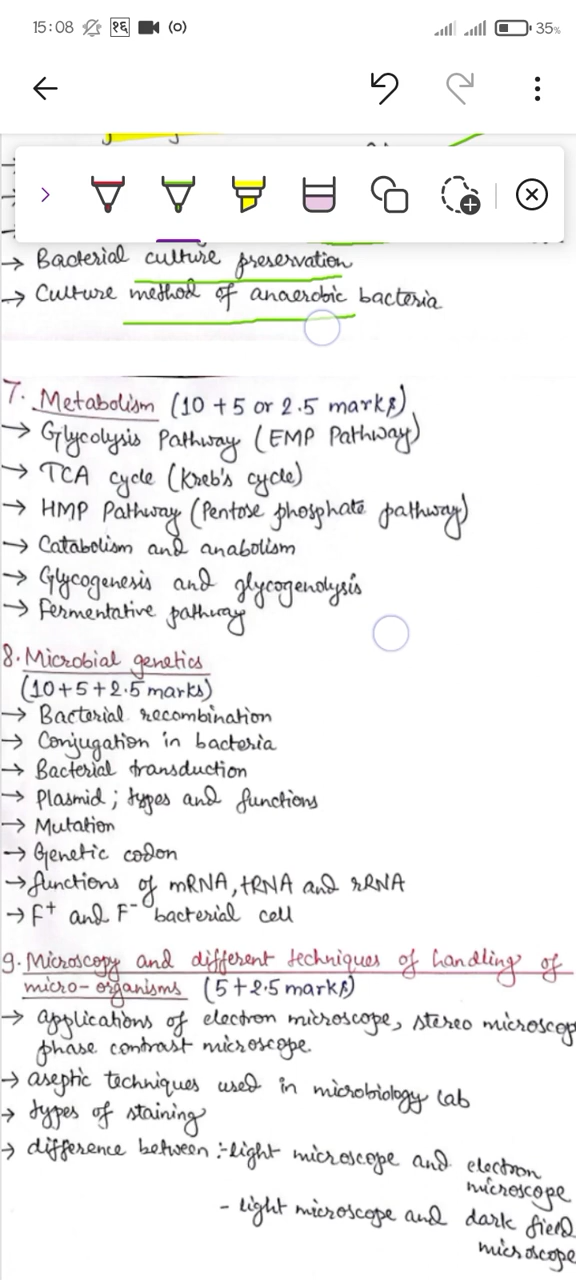 15:08 १६ 35%
→ Bacterial culture preservation
→ Culture method of anaerobic bacteria
7. Metabolism (10 + 5 or 2.5 marks)
→ Glycolysis Pathway (EMP Pathway)
→ TCA cycle (Kreb's cycle)
→ HMP Pathway (Pentose phosphate pathway)
→ Catabolism and anabolism
→ Glycogenesis and glycogenolysis
→ Fermentative pathway
8. Microbial genetics
(10+5+2.5 marks)
→ Bacterial recombination
→ Conjugation in bacteria
→ Bacterial transduction
→ Plasmid ; types and functions
→ Mutation
→ Genetic codon
→ functions of mRNA, tRNA and rRNA
→ F+ and F- bacterial cell
9. Microscopy and different techniques of handling of
micro-organisms (5+2.5 marks)
→ applications of electron microscope, stereo microscop
phase contrast microscope.
→ aseptic techniques used in microbiology lab
→ types of staining
→ difference between :- light microscope and electron
microscope
- light microscope and dark field
microscope